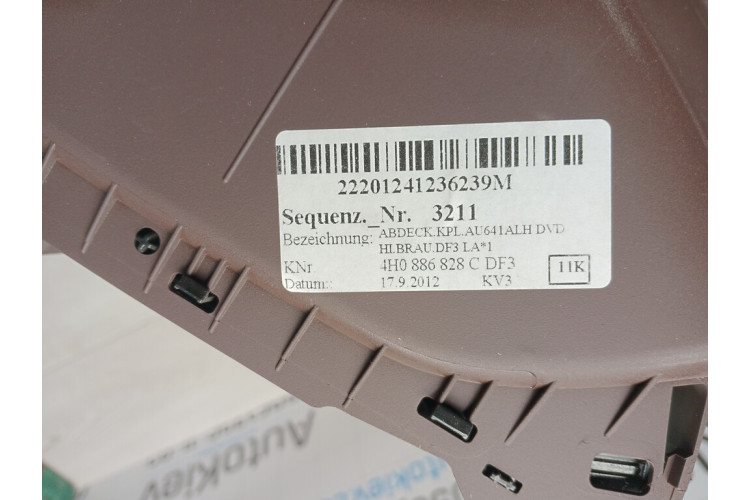 22201241236239M
Sequenz._Nr. 3211
Bezeichnung: ABDECK.KPL.AU641ALH DVD
HI.BRAU.DF3 LA*1
KNr 4H0 886 828 C DF3
11K
Datum:: 17.9.2012 KV3
AutoKiev
utokiev